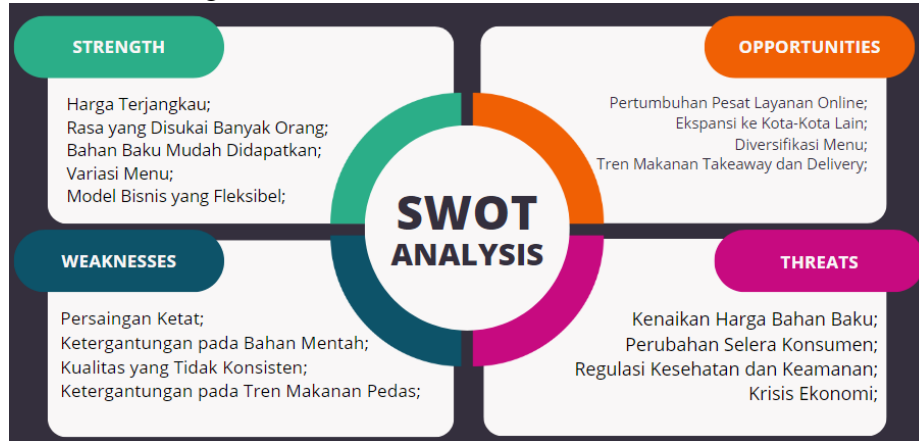 STRENGTH
Harga Terjangkau;
Rasa yang Disukai Banyak Orang;
Bahan Baku Mudah Didapatkan;
Variasi Menu;
Model Bisnis yang Fleksibel;
OPPORTUNITIES
Pertumbuhan Pesat Layanan Online;
Ekspansi ke Kota-Kota Lain;
Diversifikasi Menu;
Tren Makanan Takeaway dan Delivery;
SWOT
ANALYSIS
WEAKNESSES
Persaingan Ketat;
Ketergantungan pada Bahan Mentah;
Kualitas yang Tidak Konsisten;
Ketergantungan pada Tren Makanan Pedas;
THREATS
Kenaikan Harga Bahan Baku;
Perubahan Selera Konsumen;
Regulasi Kesehatan dan Keamanan;
Krisis Ekonomi;